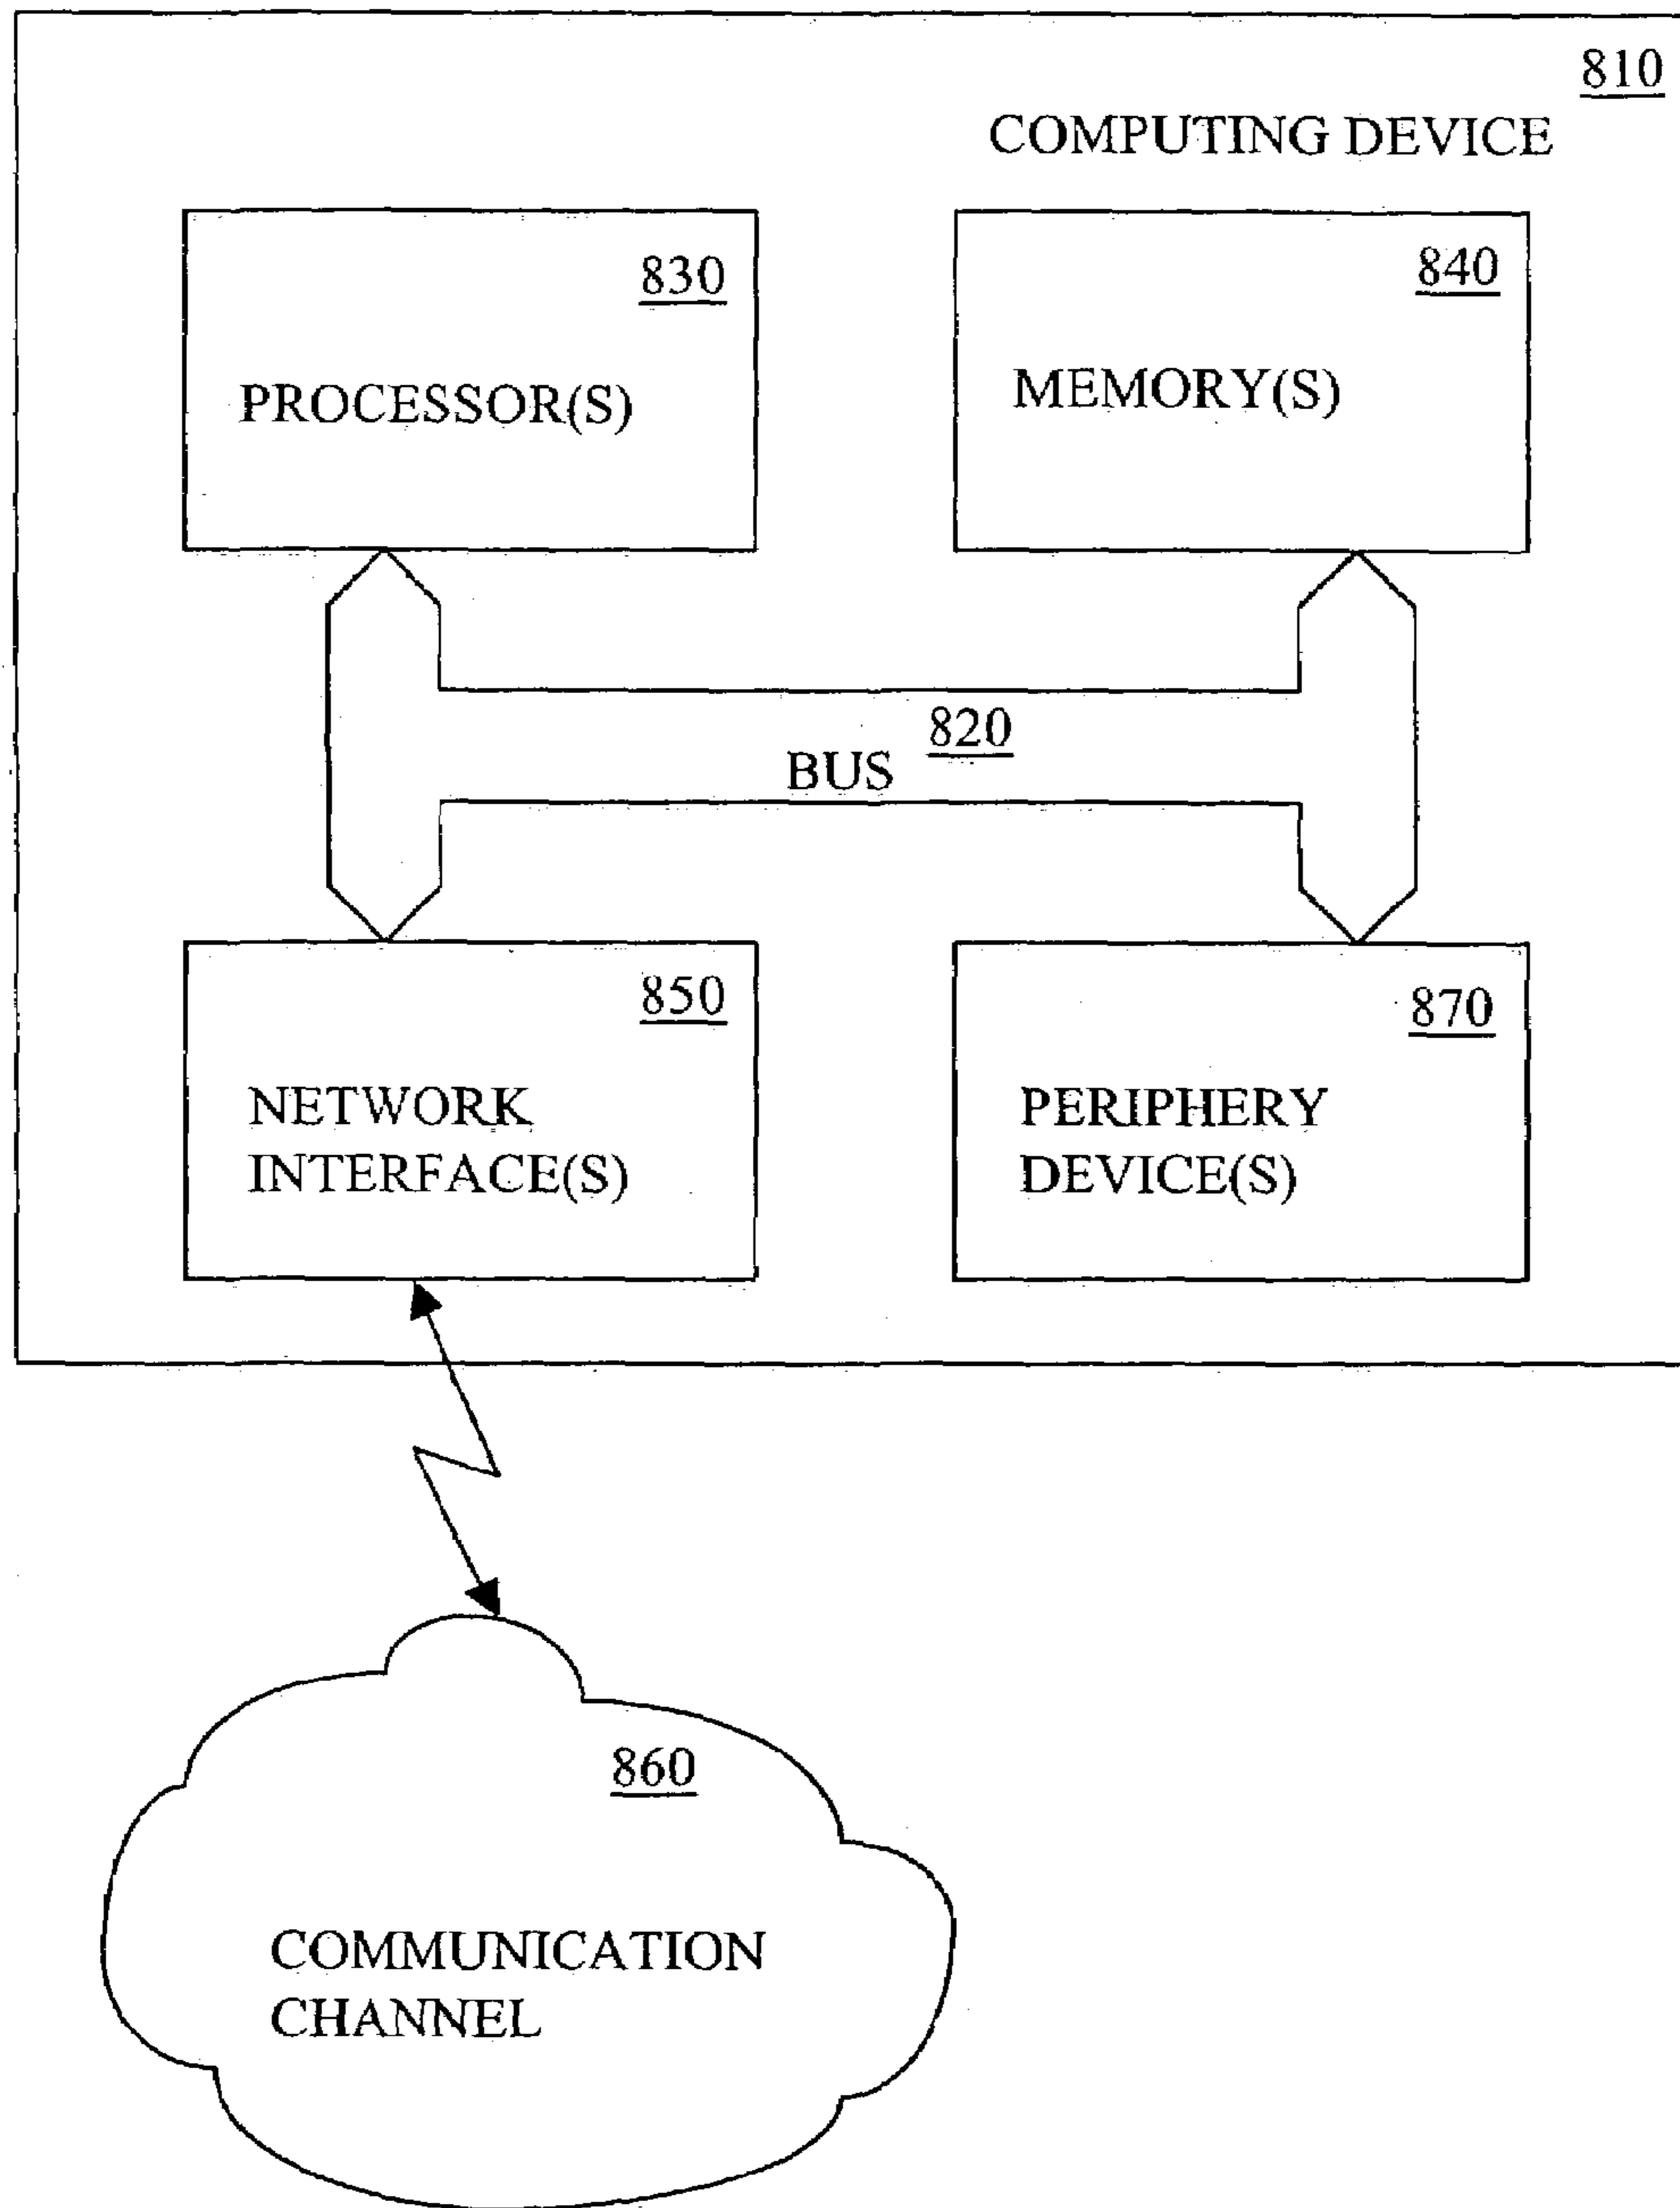 810
COMPUTING DEVICE
830
PROCESSOR(S)
840
MEMORY(S)
820
BUS
850
NETWORK
INTERFACE(S)
870
PERIPHERY
DEVICE(S)
860
COMMUNICATION
CHANNEL